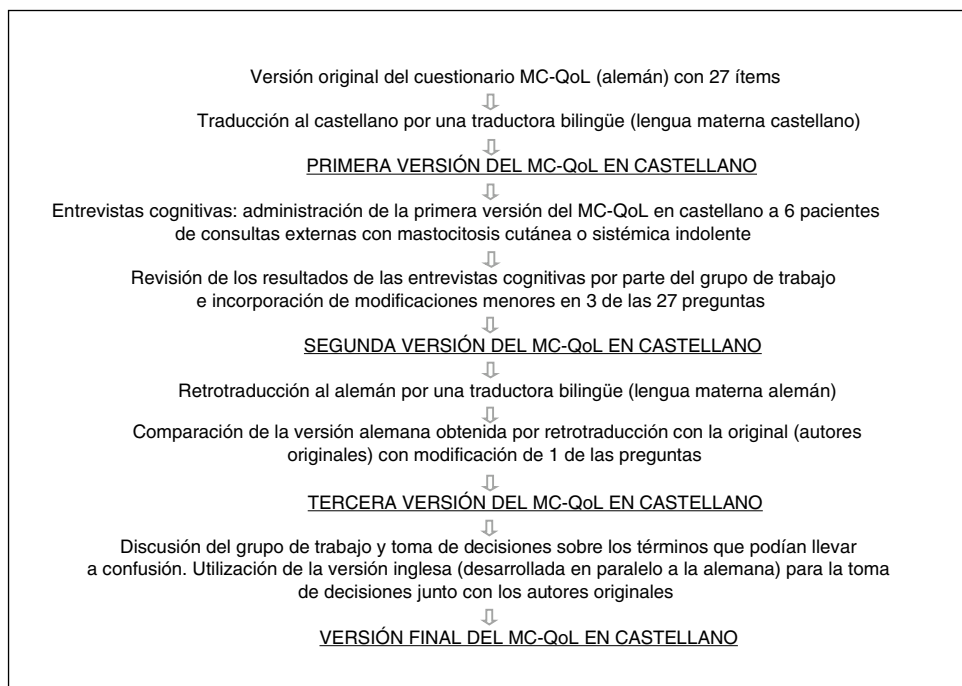 Versión original del cuestionario MC-QoL (alemán) con 27 ítems
Traducción al castellano por una traductora bilingüe (lengua materna castellano)
PRIMERA VERSIÓN DEL MC-QoL EN CASTELLANO
Entrevistas cognitivas: administración de la primera versión del MC-QoL en castellano a 6 pacientes
de consultas externas con mastocitosis cutánea o sistémica indolente
Revisión de los resultados de las entrevistas cognitivas por parte del grupo de trabajo
e incorporación de modificaciones menores en 3 de las 27 preguntas
SEGUNDA VERSIÓN DEL MC-QoL EN CASTELLANO
Retrotraducción al alemán por una traductora bilingüe (lengua materna alemán)
Comparación de la versión alemana obtenida por retrotraducción con la original (autores
originales) con modificación de 1 de las preguntas
TERCERA VERSIÓN DEL MC-QoL EN CASTELLANO
Discusión del grupo de trabajo y toma de decisiones sobre los términos que podían llevar
a confusión. Utilización de la versión inglesa (desarrollada en paralelo a la alemana) para la toma
de decisiones junto con los autores originales
VERSIÓN FINAL DEL MC-QoL EN CASTELLANO